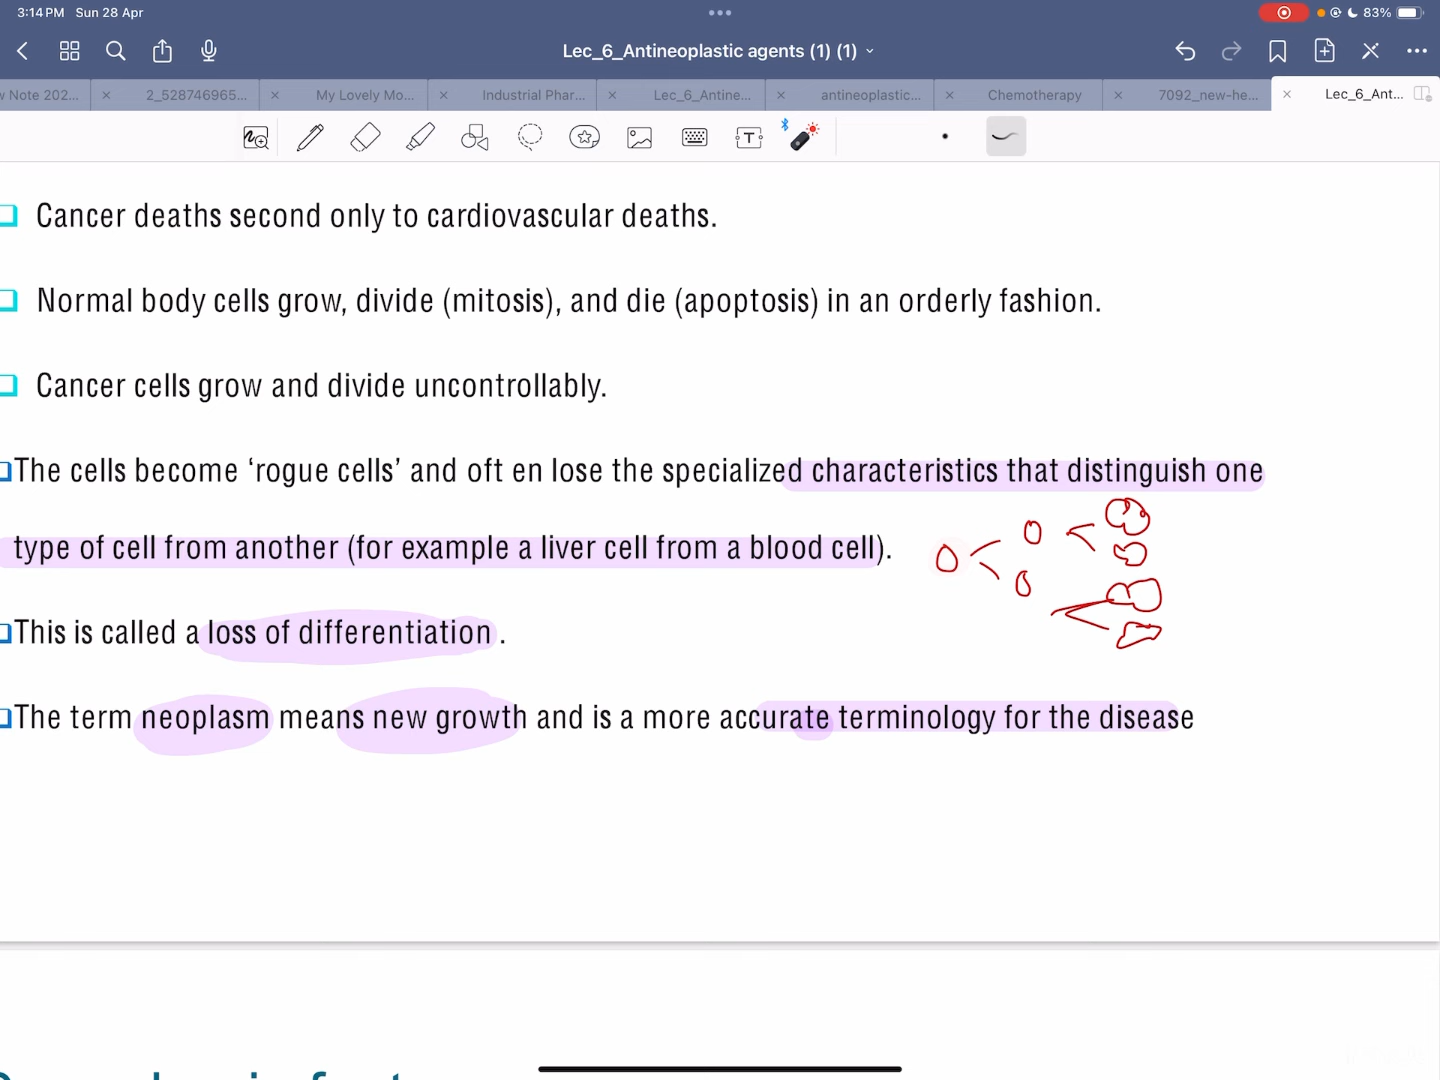 3:14 PM Sun 28 Apr
83%
Lec_6_Antineoplastic agents (1) (1)
v Note 202...
2_528746965...
My Lovely Mo...
Industrial Phar...
Lec_6_Antine...
antineoplastic...
Chemotherapy
7092_new-he...
Lec_6_Ant...
Cancer deaths second only to cardiovascular deaths.
Normal body cells grow, divide (mitosis), and die (apoptosis) in an orderly fashion.
Cancer cells grow and divide uncontrollably.
The cells become ‘rogue cells’ and oft en lose the specialized characteristics that distinguish one
type of cell from another (for example a liver cell from a blood cell).
This is called a loss of differentiation .
The term neoplasm means new growth and is a more accurate terminology for the disease